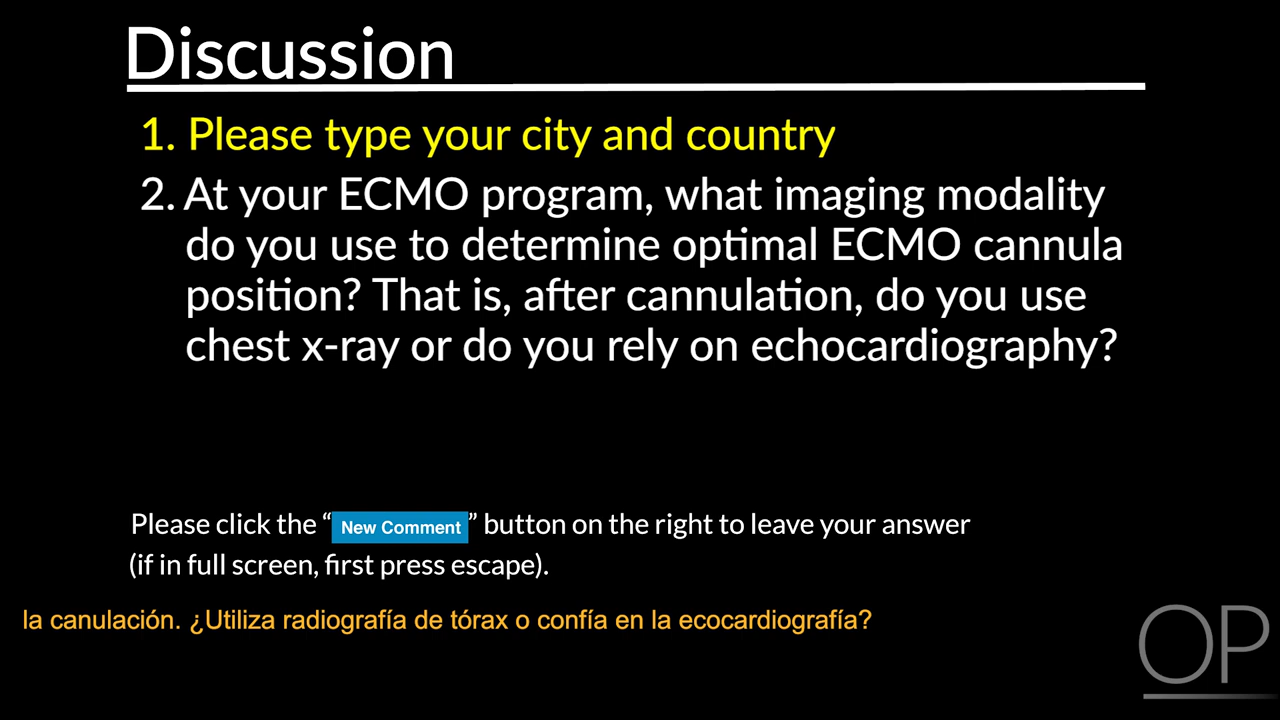 Discussion
1. Please type your city and country
2. At your ECMO program, what imaging modality
do you use to determine optimal ECMO cannula
position? That is, after cannulation, do you use
chest x-ray or do you rely on echocardiography?
Please click the “New Comment” button on the right to leave your answer
(if in full screen, first press escape).
la canulación. ¿Utiliza radiografía de tórax o confía en la ecocardiografía?
OP